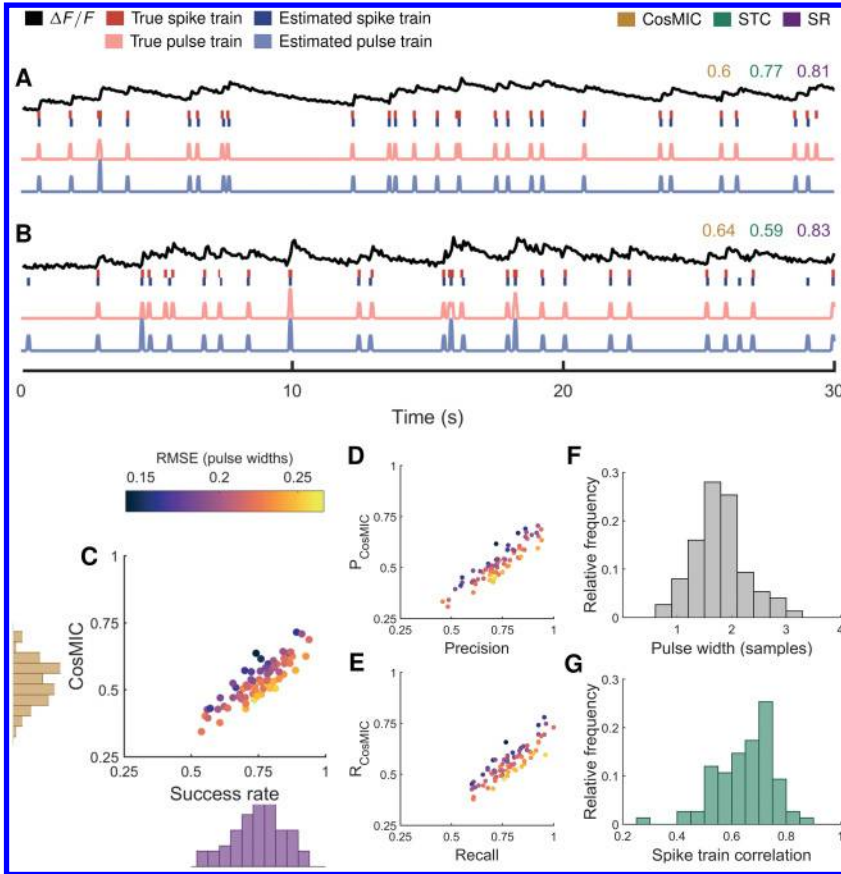 ΔF/F True spike train Estimated spike train CosMIC STC SR
True pulse train Estimated pulse train
A 0.6 0.77 0.81
B 0.64 0.59 0.83
0 10 20 30
Time (s)
RMSE (pulse widths)
0.15 0.2 0.25
C
1
0.75
0.5
0.25
CosMIC
0.25 0.5 0.75 1
Success rate
D
1
0.75
0.5
0.25
P CosMIC
0.25 0.5 0.75 1
Precision
E
1
0.75
0.5
0.25
R CosMIC
0.25 0.5 0.75 1
Recall
F
0.3
0.2
0.1
0
Relative frequency
1 2 3 4
Pulse width (samples)
G
0.3
0.2
0.1
0
Relative frequency
0.2 0.4 0.6 0.8 1
Spike train correlation